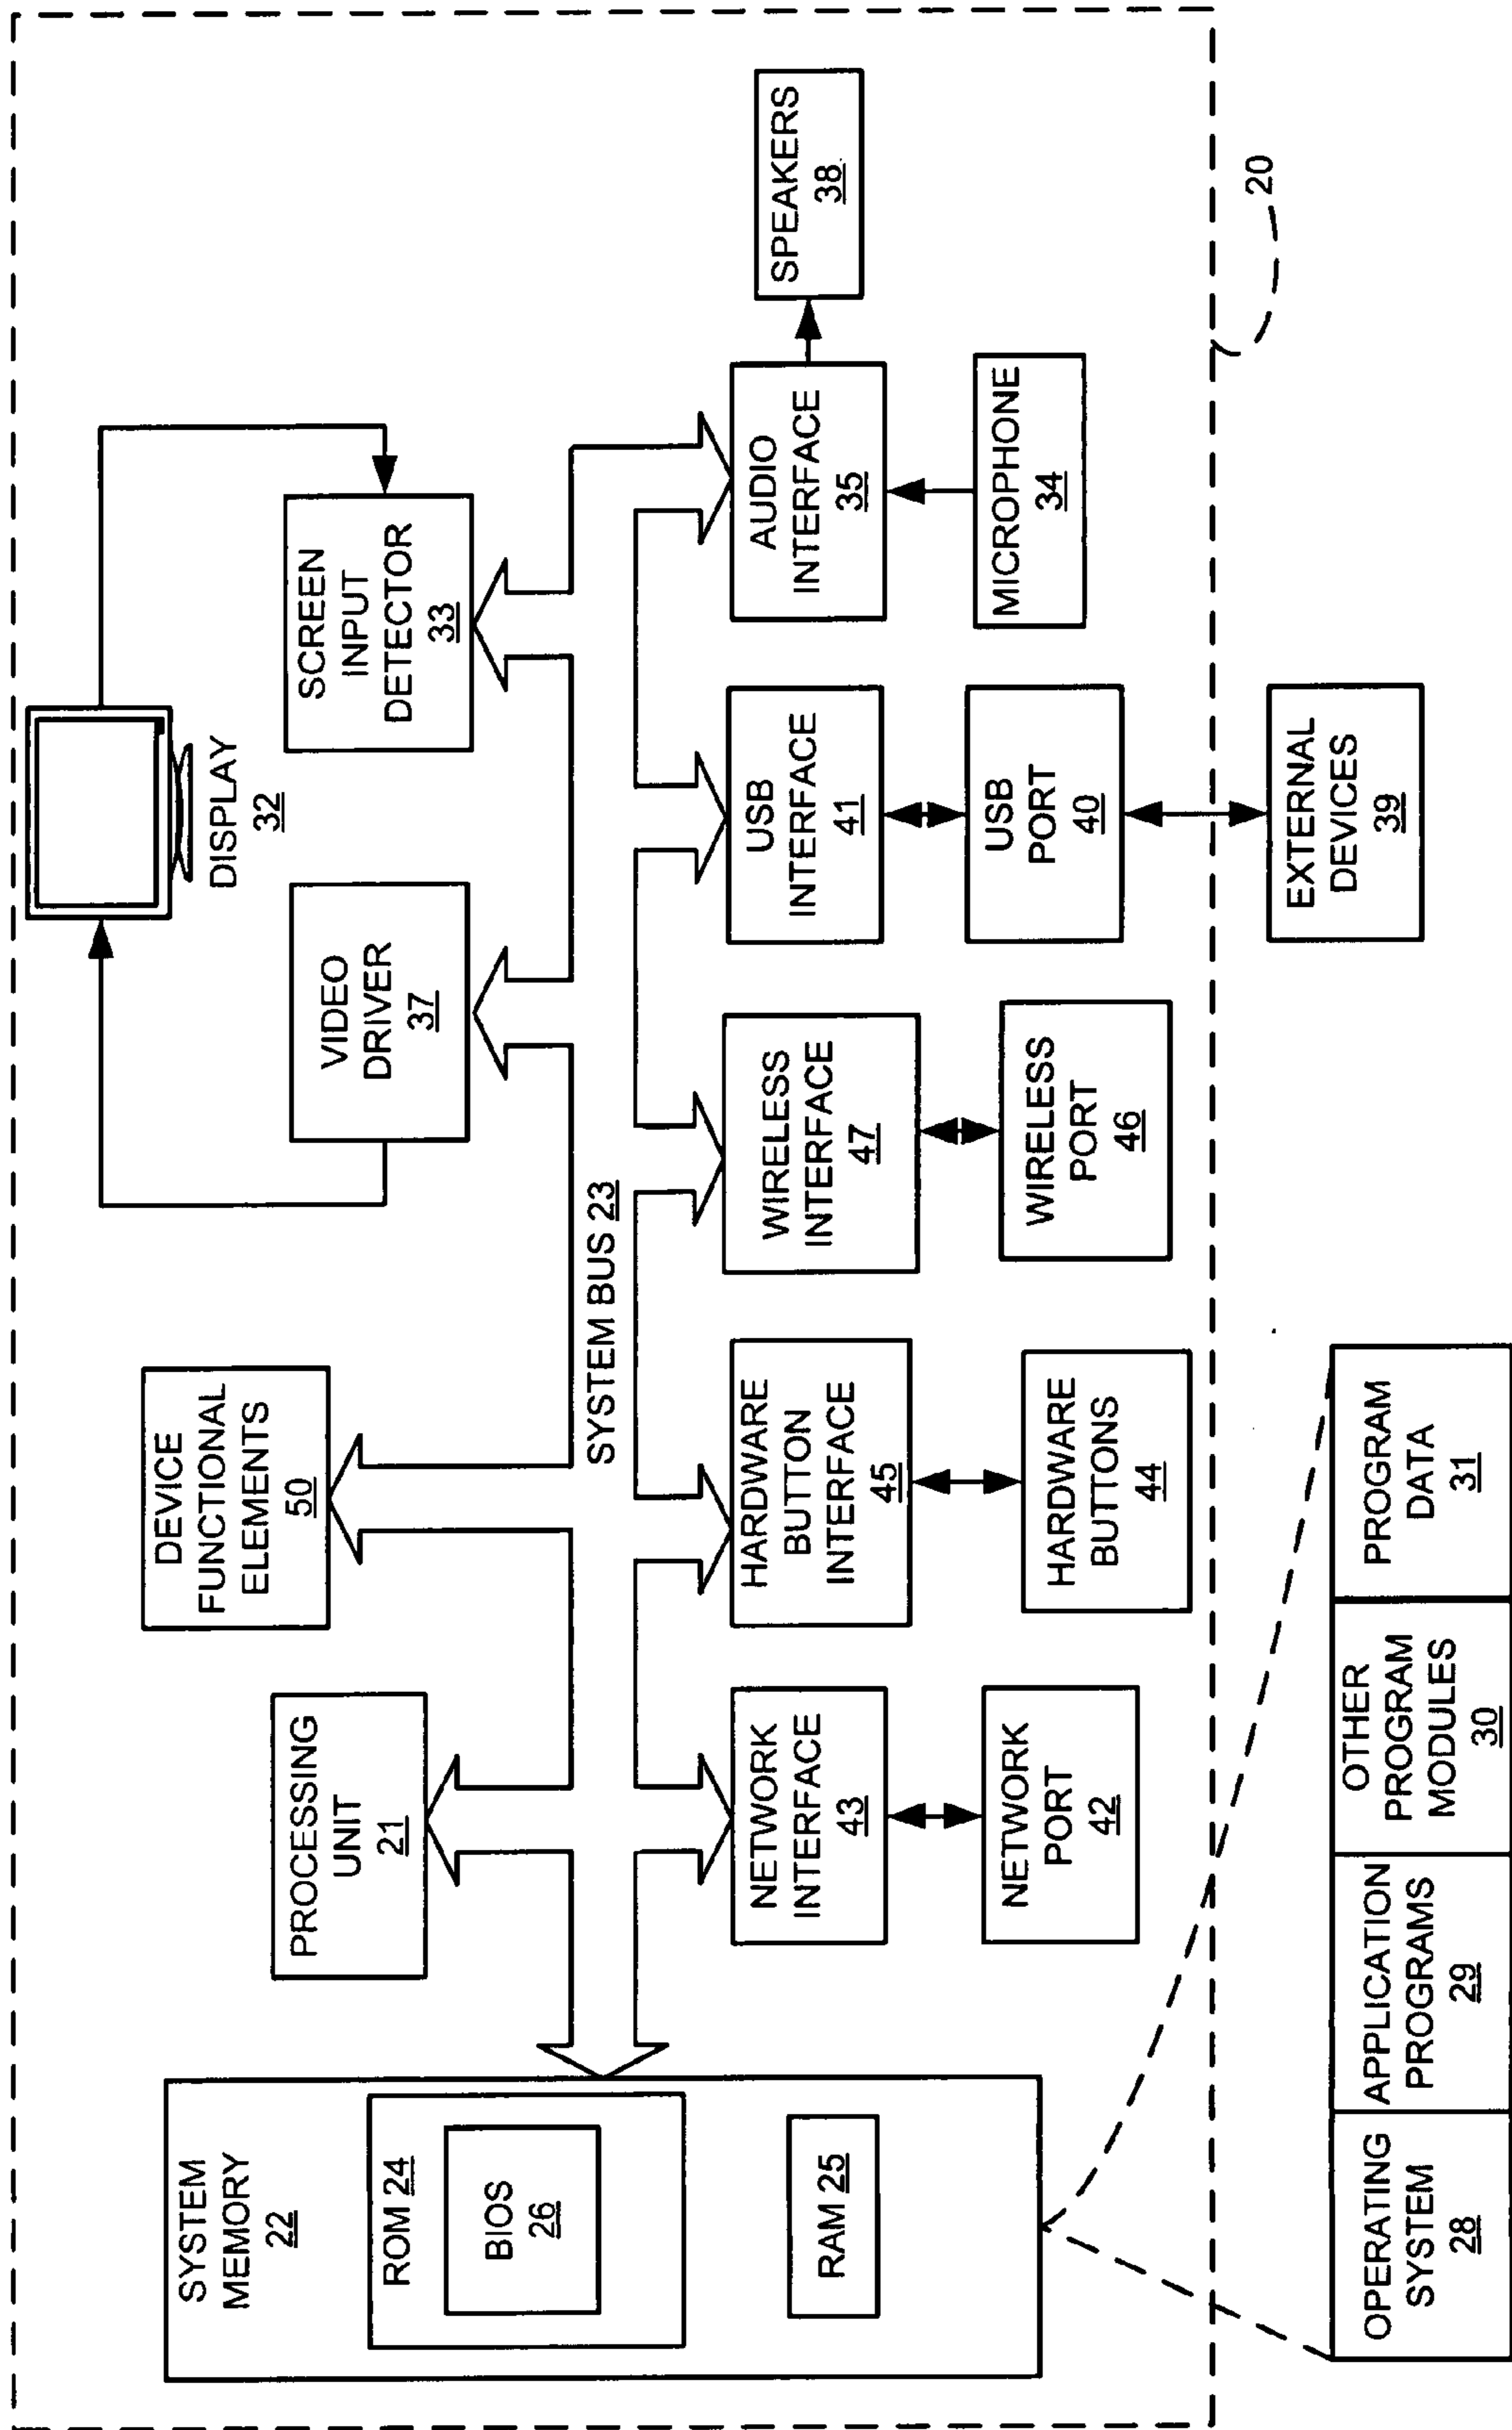 SYSTEM
MEMORY
22
ROM 24
BIOS
26
RAM 25
PROCESSING
UNIT
21
DEVICE
FUNCTIONAL
ELEMENTS
50
VIDEO
DRIVER
37
DISPLAY
32
SCREEN
INPUT
DETECTOR
33
SYSTEM BUS 23
NETWORK
INTERFACE
43
HARDWARE
BUTTON
INTERFACE
45
WIRELESS
INTERFACE
47
USB
INTERFACE
41
AUDIO
INTERFACE
35
SPEAKERS
38
NETWORK
PORT
42
HARDWARE
BUTTONS
44
WIRELESS
PORT
46
USB
PORT
40
MICROPHONE
34
20
OPERATING
SYSTEM
28
APPLICATION
PROGRAMS
29
OTHER
PROGRAM
MODULES
30
PROGRAM
DATA
31
EXTERNAL
DEVICES
39